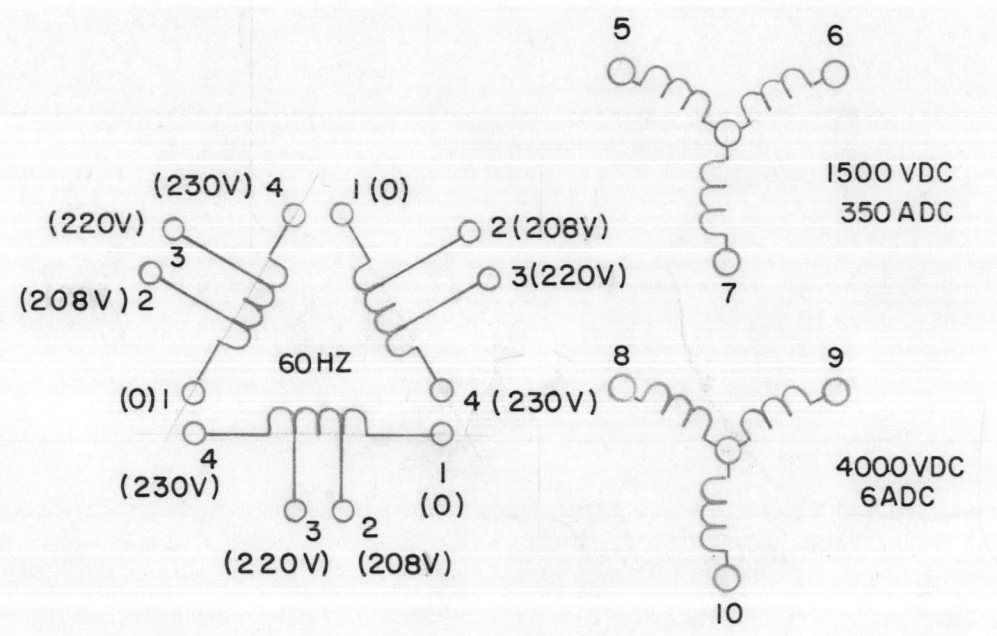 5
6
1500 VDC
350 ADC
7
(230V) 4
1 (0)
(220V)
3
2 (208V)
(208V) 2
3 (220V)
60 HZ
(0) 1
4 (230V)
4
(230V)
1
(0)
3
2
(220V)
(208V)
8
9
4000 VDC
6 ADC
10